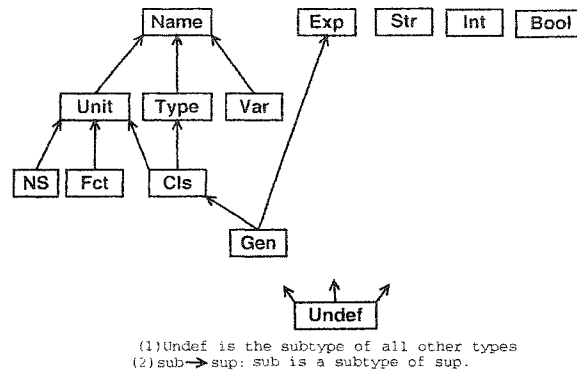 Name Exp Str Int Bool
Unit Type Var
NS Fct Cls
Gen
Undef
(1)Undef is the subtype of all other types
(2)sub→sup: sub is a subtype of sup.